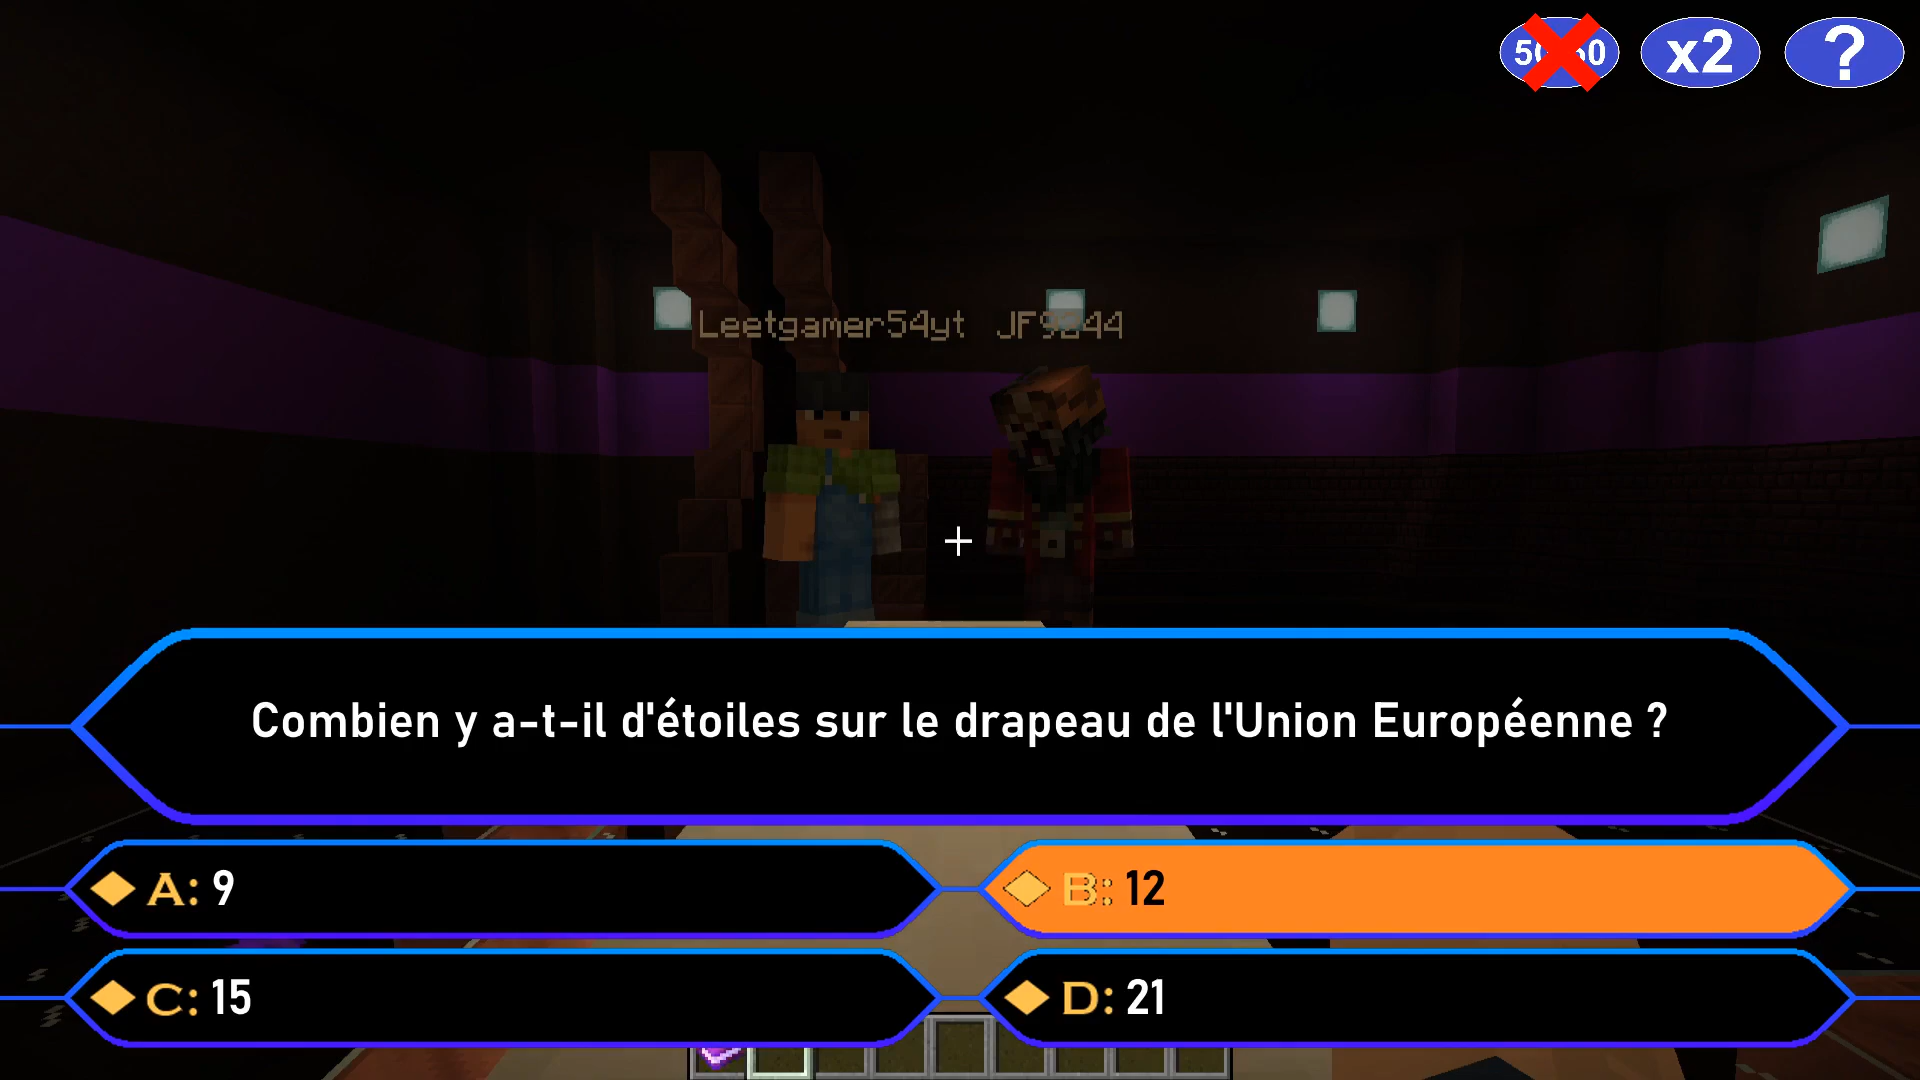 x2
?
Leetgamer54yt
Combien y a-t-il d'étoiles sur le drapeau de l'Union Européenne ?
A: 9
B: 12
C: 15
D: 21